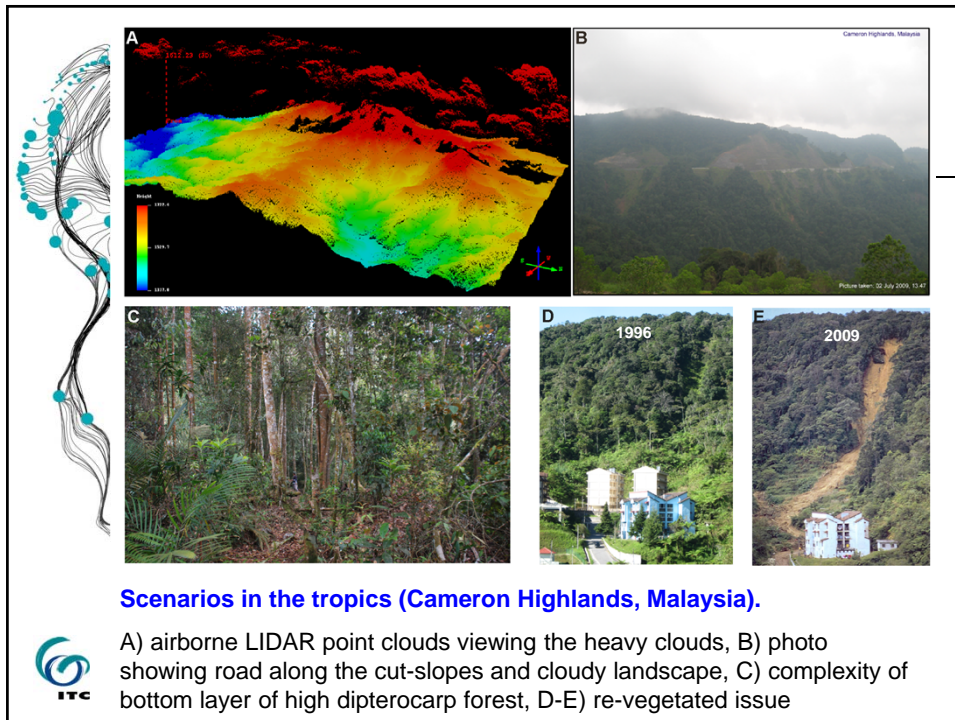 A
B
Cameron Highlands, Malaysia
Height
Picture taken: 02 July 2009, 13.47
C
D
1996
E
2009
Scenarios in the tropics (Cameron Highlands, Malaysia).
A) airborne LIDAR point clouds viewing the heavy clouds, B) photo
showing road along the cut-slopes and cloudy landscape, C) complexity of
bottom layer of high dipterocarp forest, D-E) re-vegetated issue
ITC